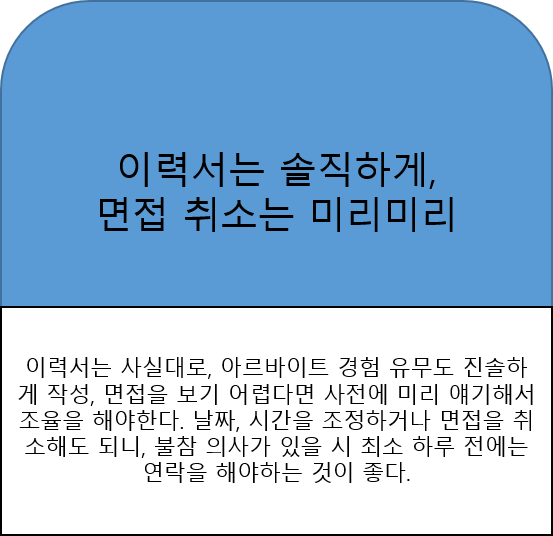 이력서는 솔직하게,
면접 취소는 미리미리
이력서는 사실대로, 아르바이트 경험 유무도 진솔하
게 작성, 면접을 보기 어렵다면 사전에 미리 얘기해서
조율을 해야한다. 날짜, 시간을 조정하거나 면접을 취
소해도 되니, 불참 의사가 있을 시 최소 하루 전에는
연락을 해야하는 것이 좋다.